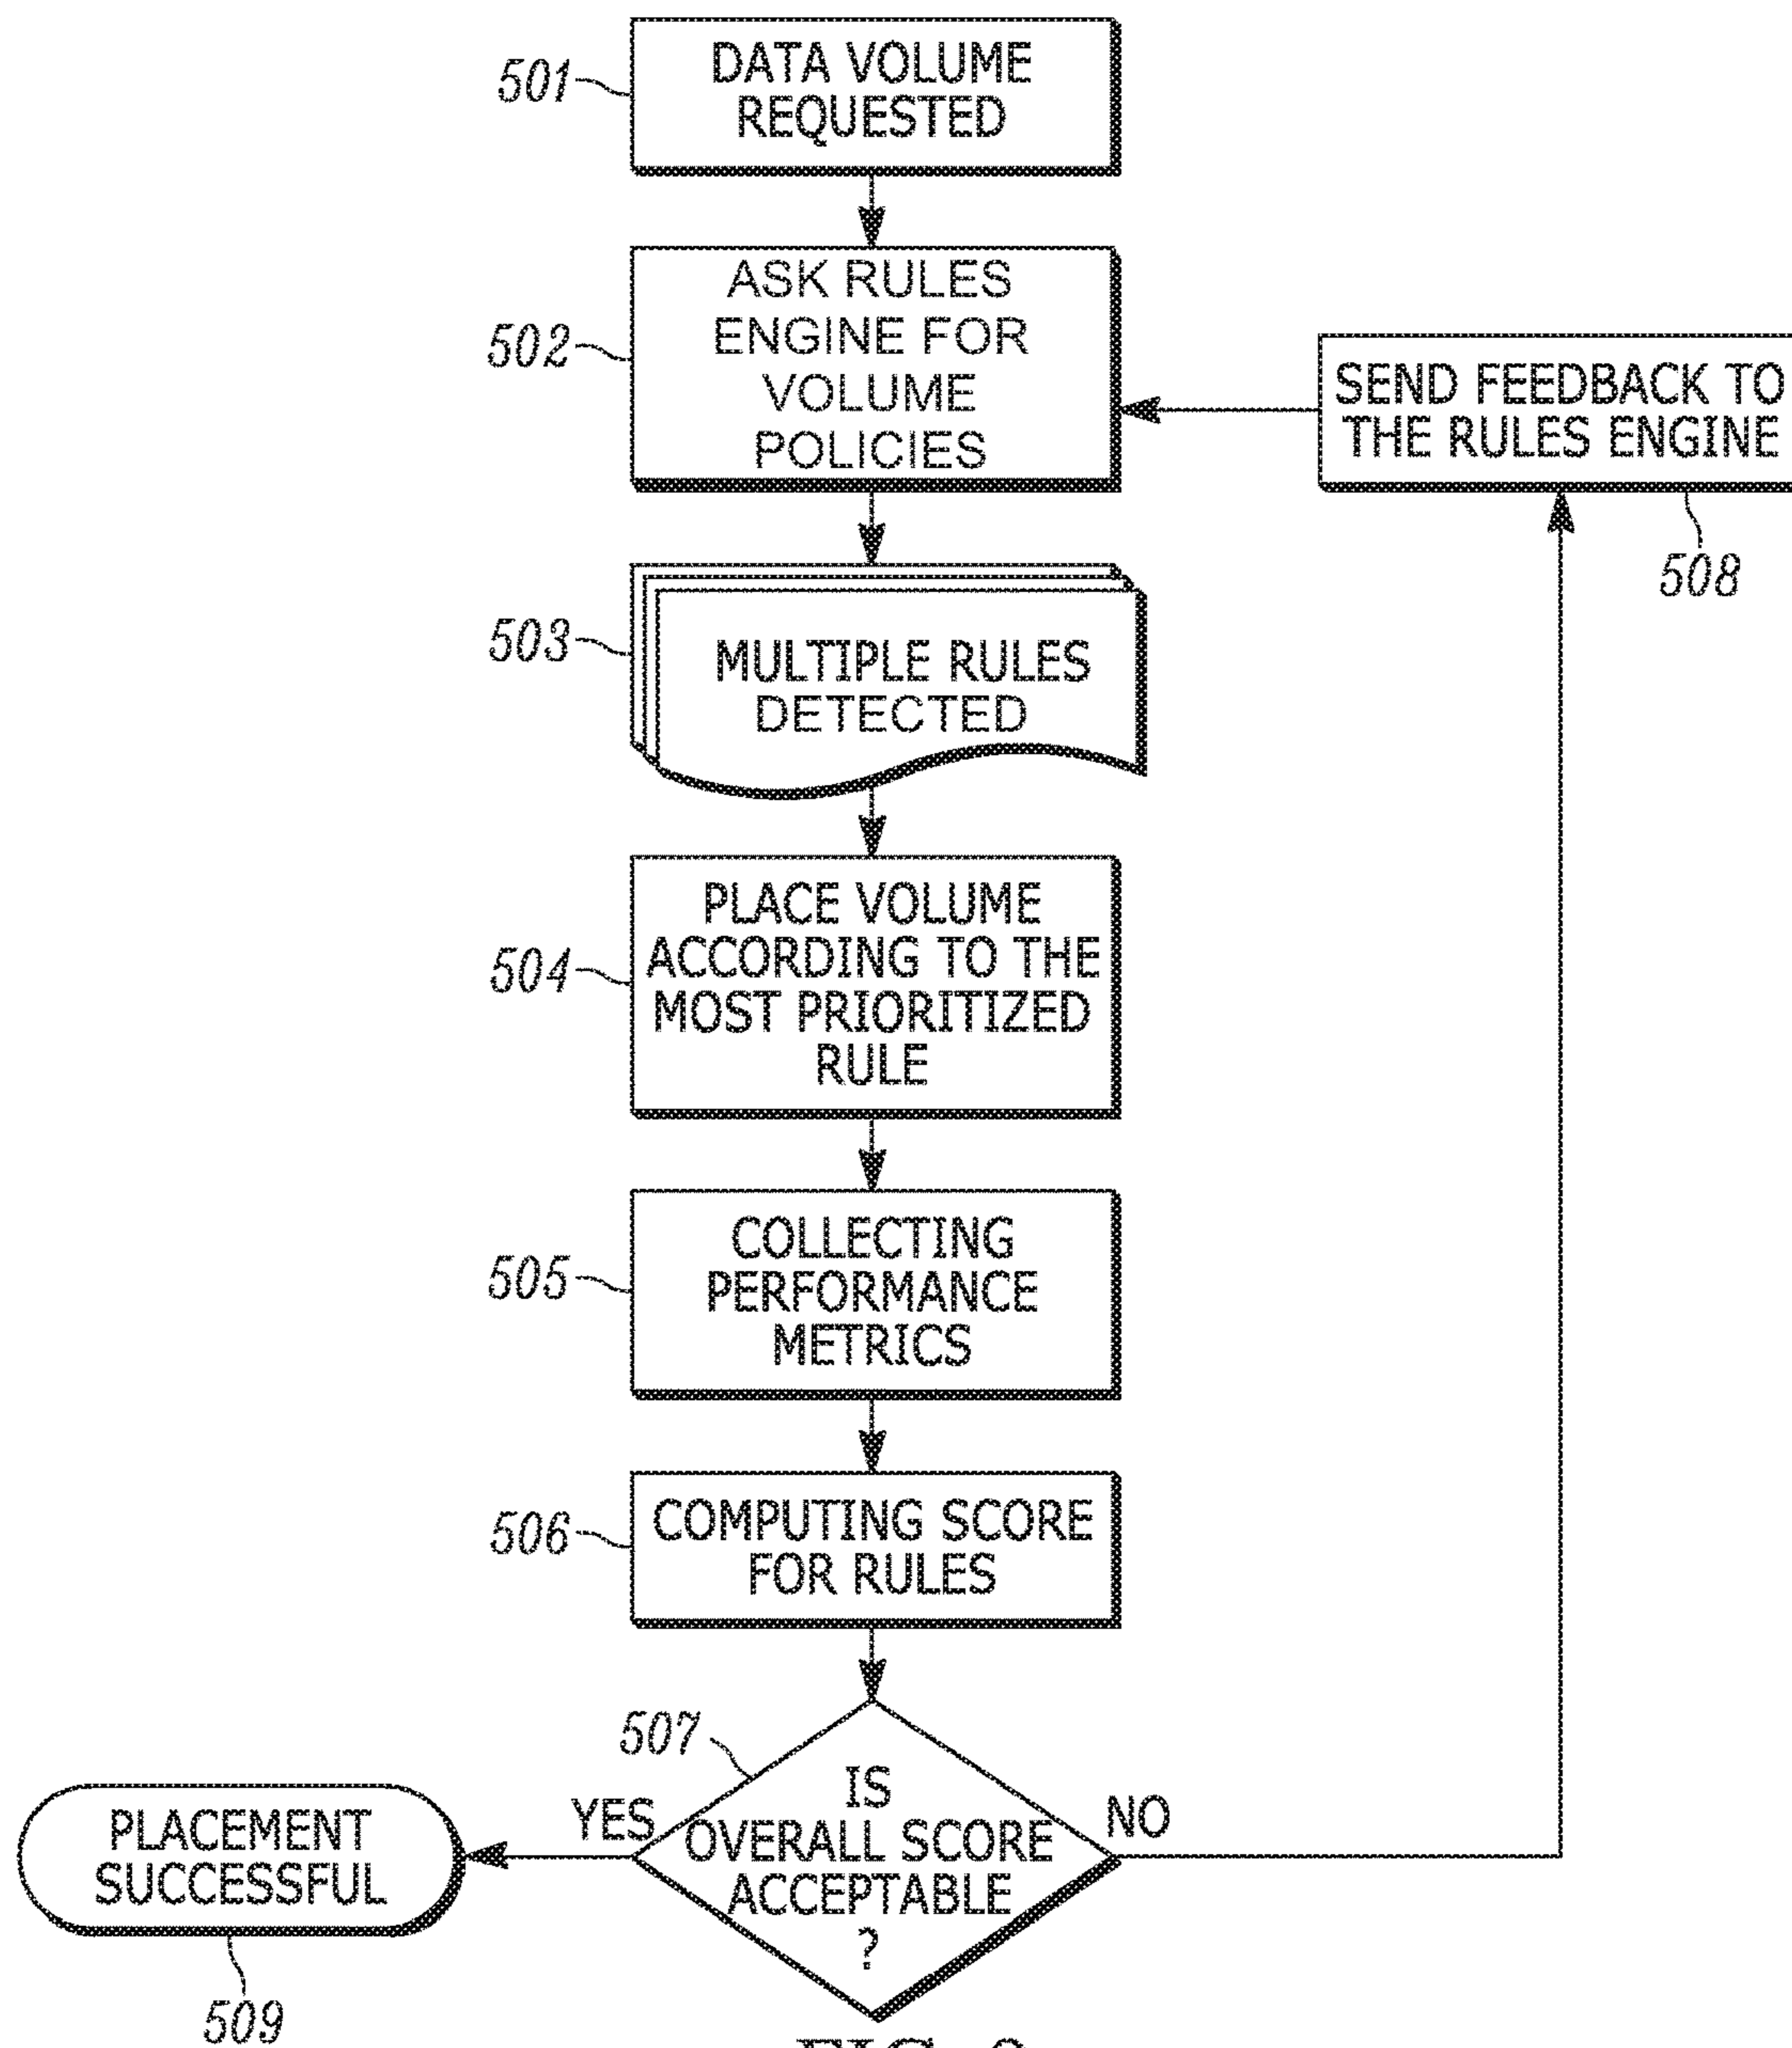 501
DATA VOLUME
REQUESTED
502
ASK RULES
ENGINE FOR
VOLUME
POLICIES
SEND FEEDBACK TO
THE RULES ENGINE
508
503
MULTIPLE RULES
DETECTED
504
PLACE VOLUME
ACCORDING TO THE
MOST PRIORITIZED
RULE
505
COLLECTING
PERFORMANCE
METRICS
506
COMPUTING SCORE
FOR RULES
507
IS
OVERALL SCORE
ACCEPTABLE
?
YES
NO
PLACEMENT
SUCCESSFUL
509